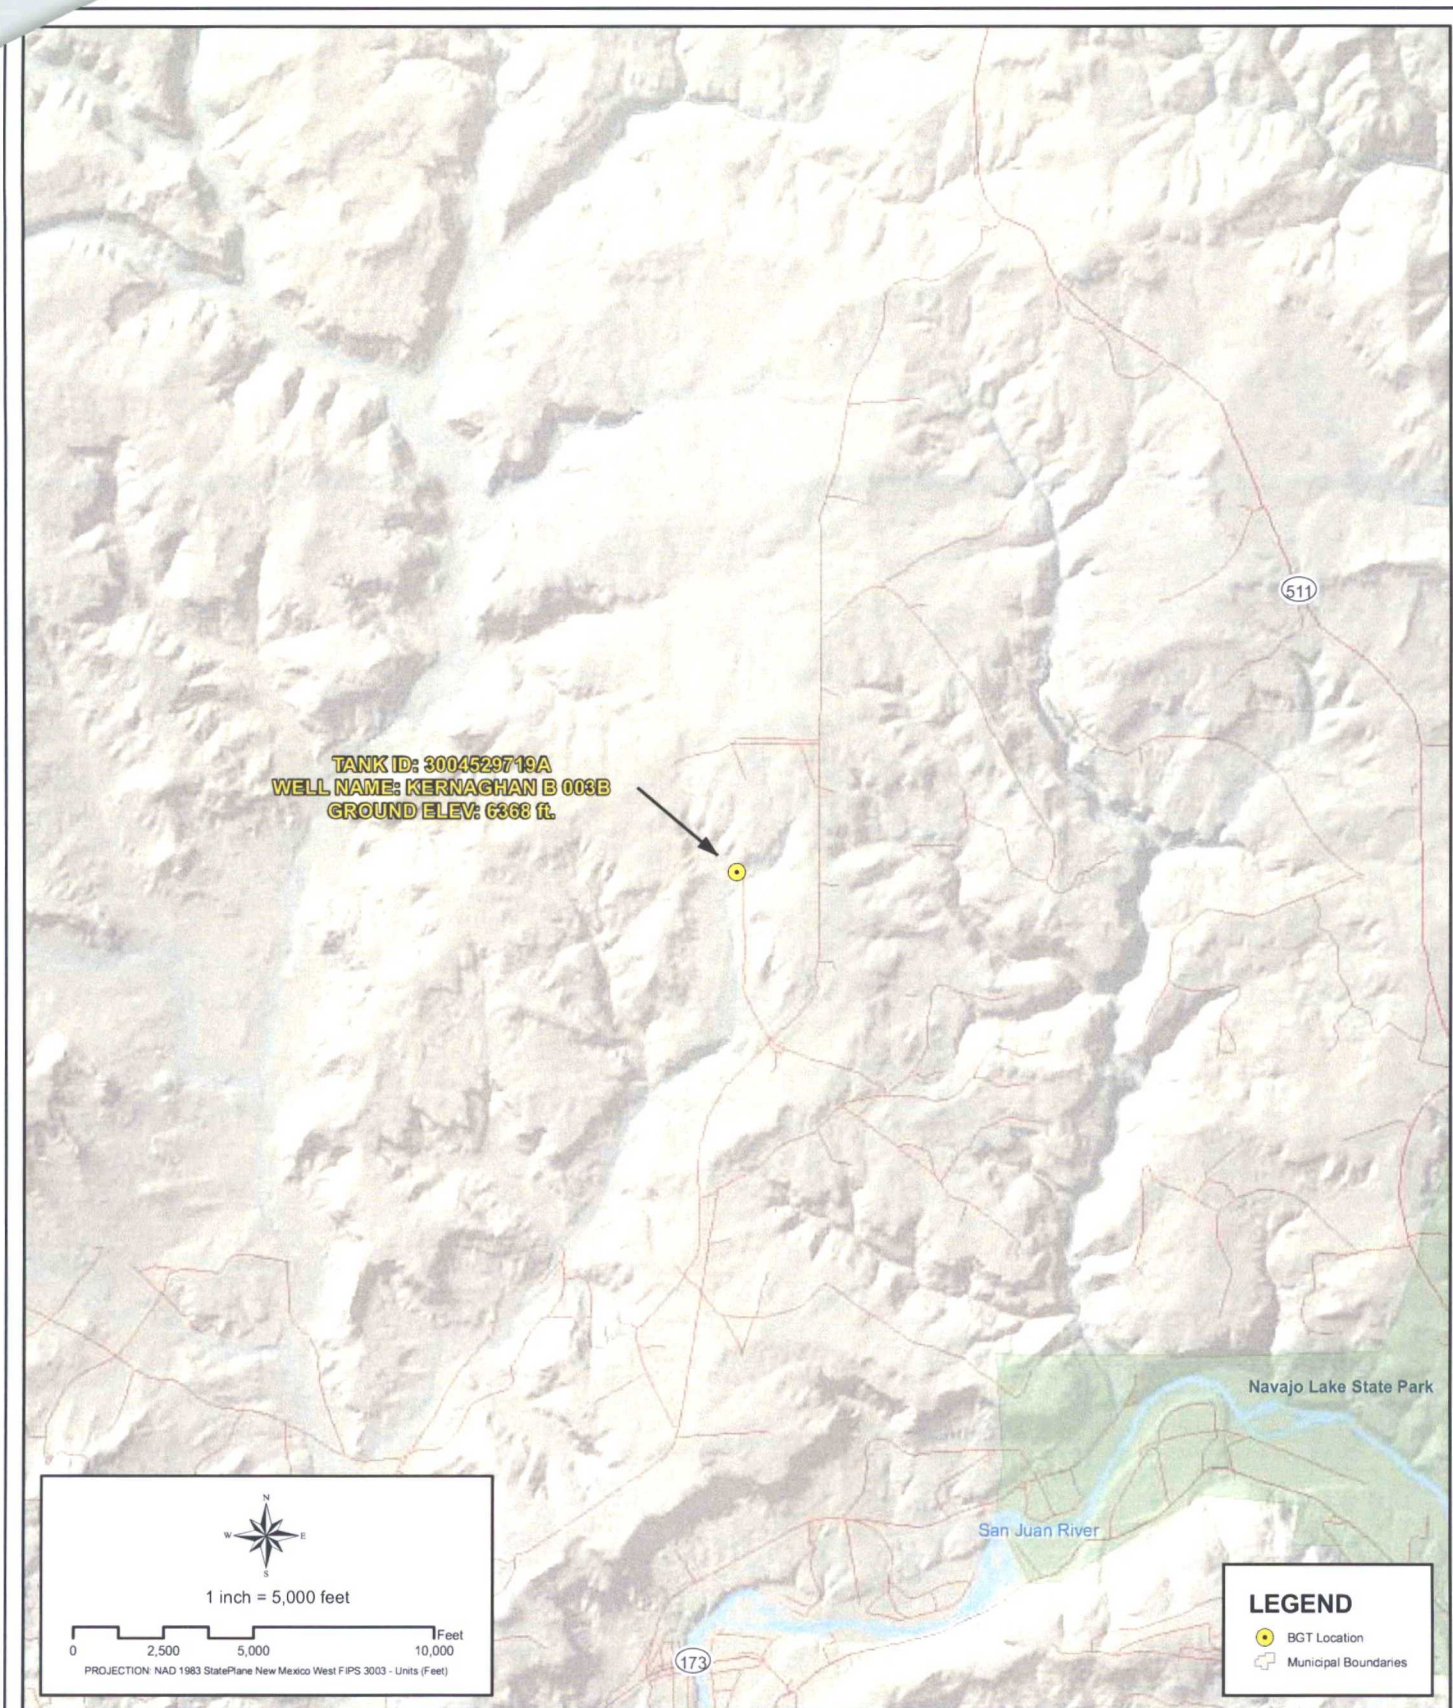 511
TANK ID: 3004529719A
WELL NAME: KERNAGHAN B 003B
GROUND ELEV: 6368 ft.
Navajo Lake State Park
San Juan River
173
N
W E
S
1 inch = 5,000 feet
Feet
0 2,500 5,000 10,000
PROJECTION: NAD 1983 StatePlane New Mexico West FIPS 3003 - Units (Feet)
LEGEND
BGT Location
Municipal Boundaries